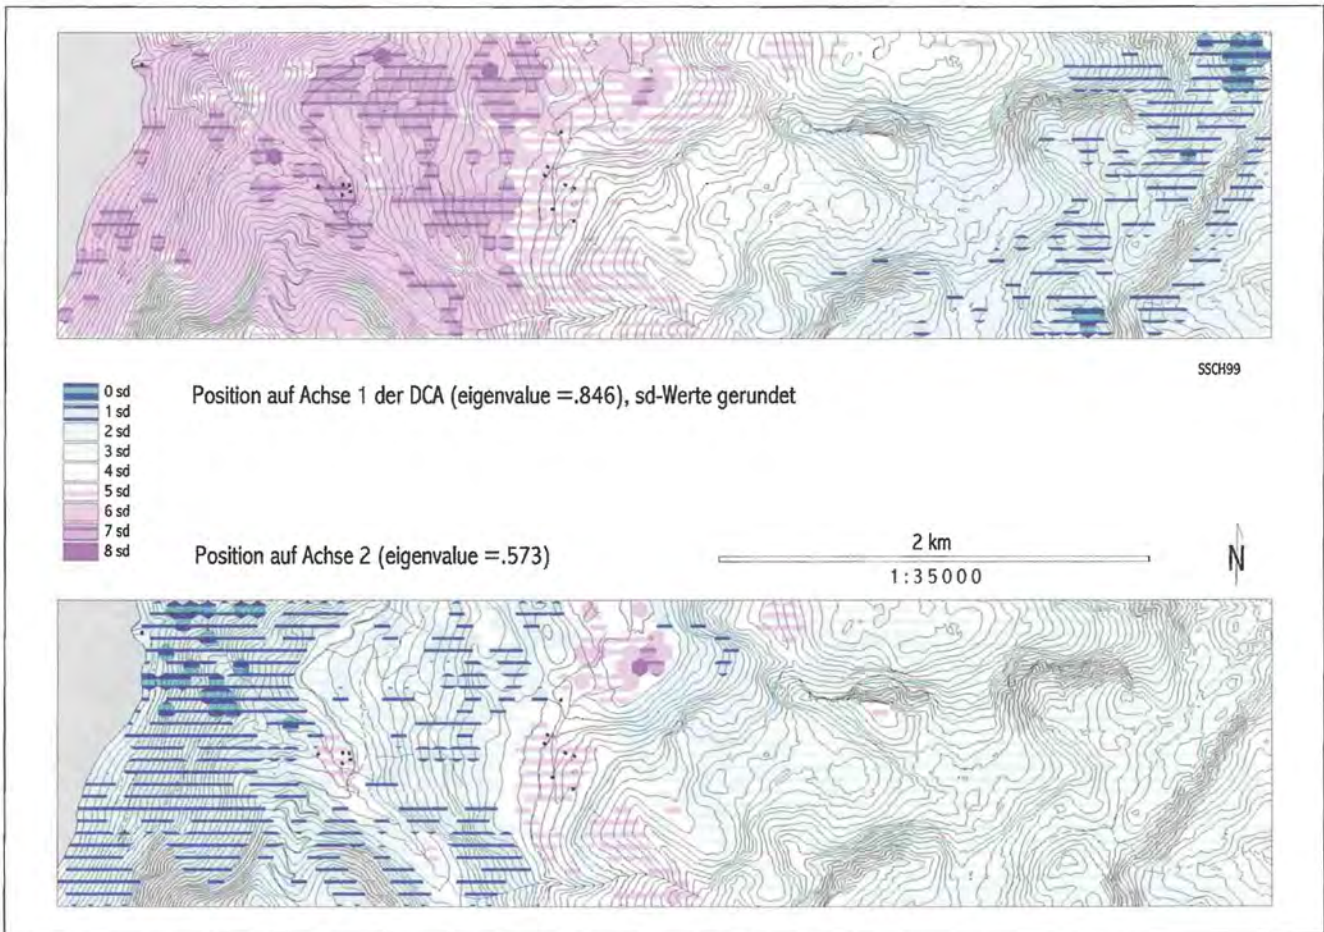 SSCH99
0 sd
1 sd
2 sd
3 sd
4 sd
5 sd
6 sd
7 sd
8 sd
Position auf Achse 1 der DCA (eigenvalue =.846), sd-Werte gerundet
Position auf Achse 2 (eigenvalue =.573)
2 km
1:35000
N